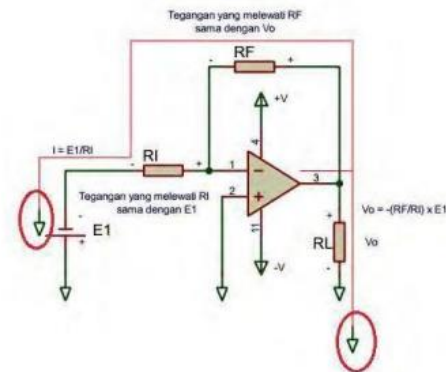 Tegangan yang melewati RF
sama dengan Vo
RF
- +
+V
I = E1/RI
RI
- +
4
1
2
3
11
Tegangan yang melewati RI
sama dengan E1
-
E1
+
-V
+
RL
-
Vo = -(RF/RI) x E1
Vo